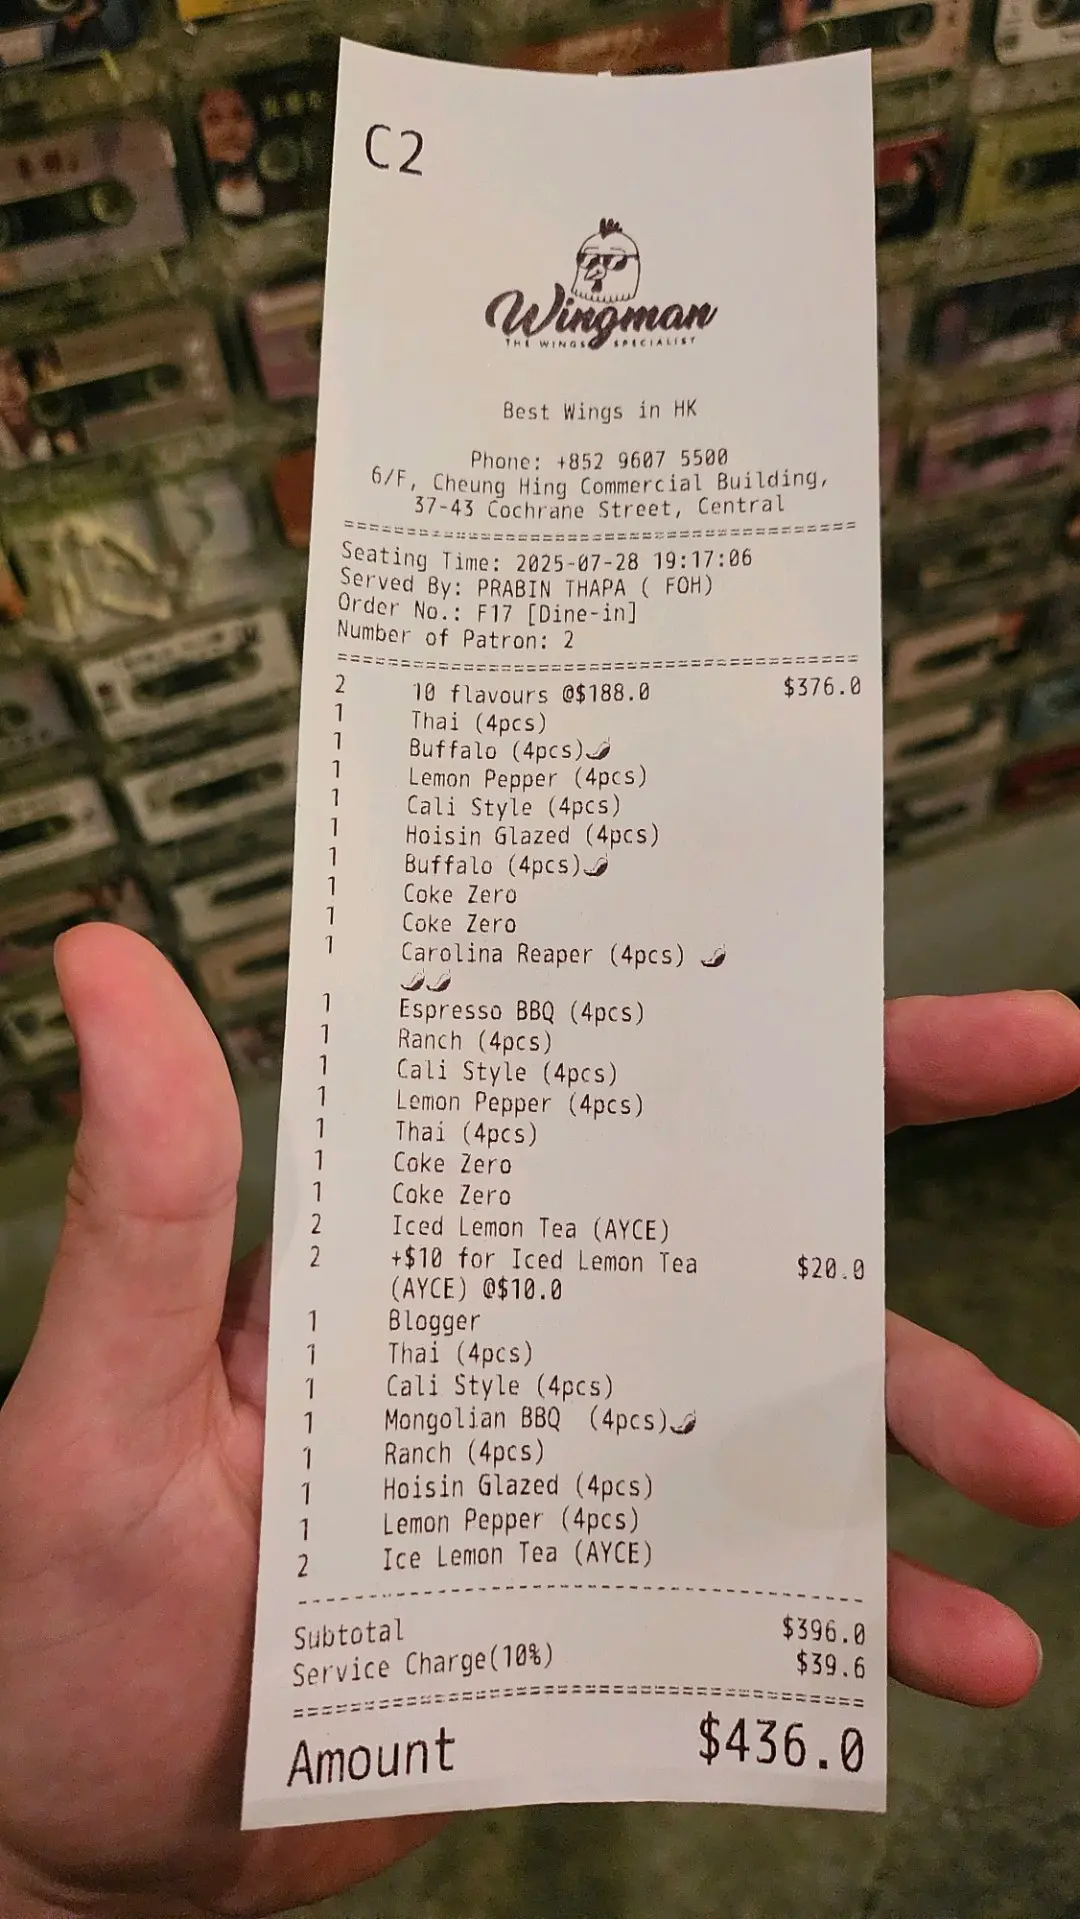 C2
Wingman
THE WINGS SPECIALIST
Best Wings in HK
Phone: +852 9607 5500
6/F, Cheung Hing Commercial Building,
37-43 Cochrane Street, Central
========================================
Seating Time: 2025-07-28 19:17:06
Served By: PRABIN THAPA ( FOH)
Order No.: F17 [Dine-in]
Number of Patron: 2
========================================
2 10 flavours @$188.0 $376.0
1 Thai (4pcs)
1 Buffalo (4pcs)🌶
1 Lemon Pepper (4pcs)
1 Cali Style (4pcs)
1 Hoisin Glazed (4pcs)
1 Buffalo (4pcs)🌶
1 Coke Zero
1 Coke Zero
1 Carolina Reaper (4pcs) 🌶
🌶🌶
1 Espresso BBQ (4pcs)
1 Ranch (4pcs)
1 Cali Style (4pcs)
1 Lemon Pepper (4pcs)
1 Thai (4pcs)
1 Coke Zero
1 Coke Zero
2 Iced Lemon Tea (AYCE)
2 +$10 for Iced Lemon Tea $20.0
(AYCE) @$10.0
1 Blogger
1 Thai (4pcs)
1 Cali Style (4pcs)
1 Mongolian BBQ (4pcs)🌶
1 Ranch (4pcs)
1 Hoisin Glazed (4pcs)
1 Lemon Pepper (4pcs)
2 Ice Lemon Tea (AYCE)
----------------------------------------
Subtotal $396.0
Service Charge(10%) $39.6
========================================
Amount $436.0